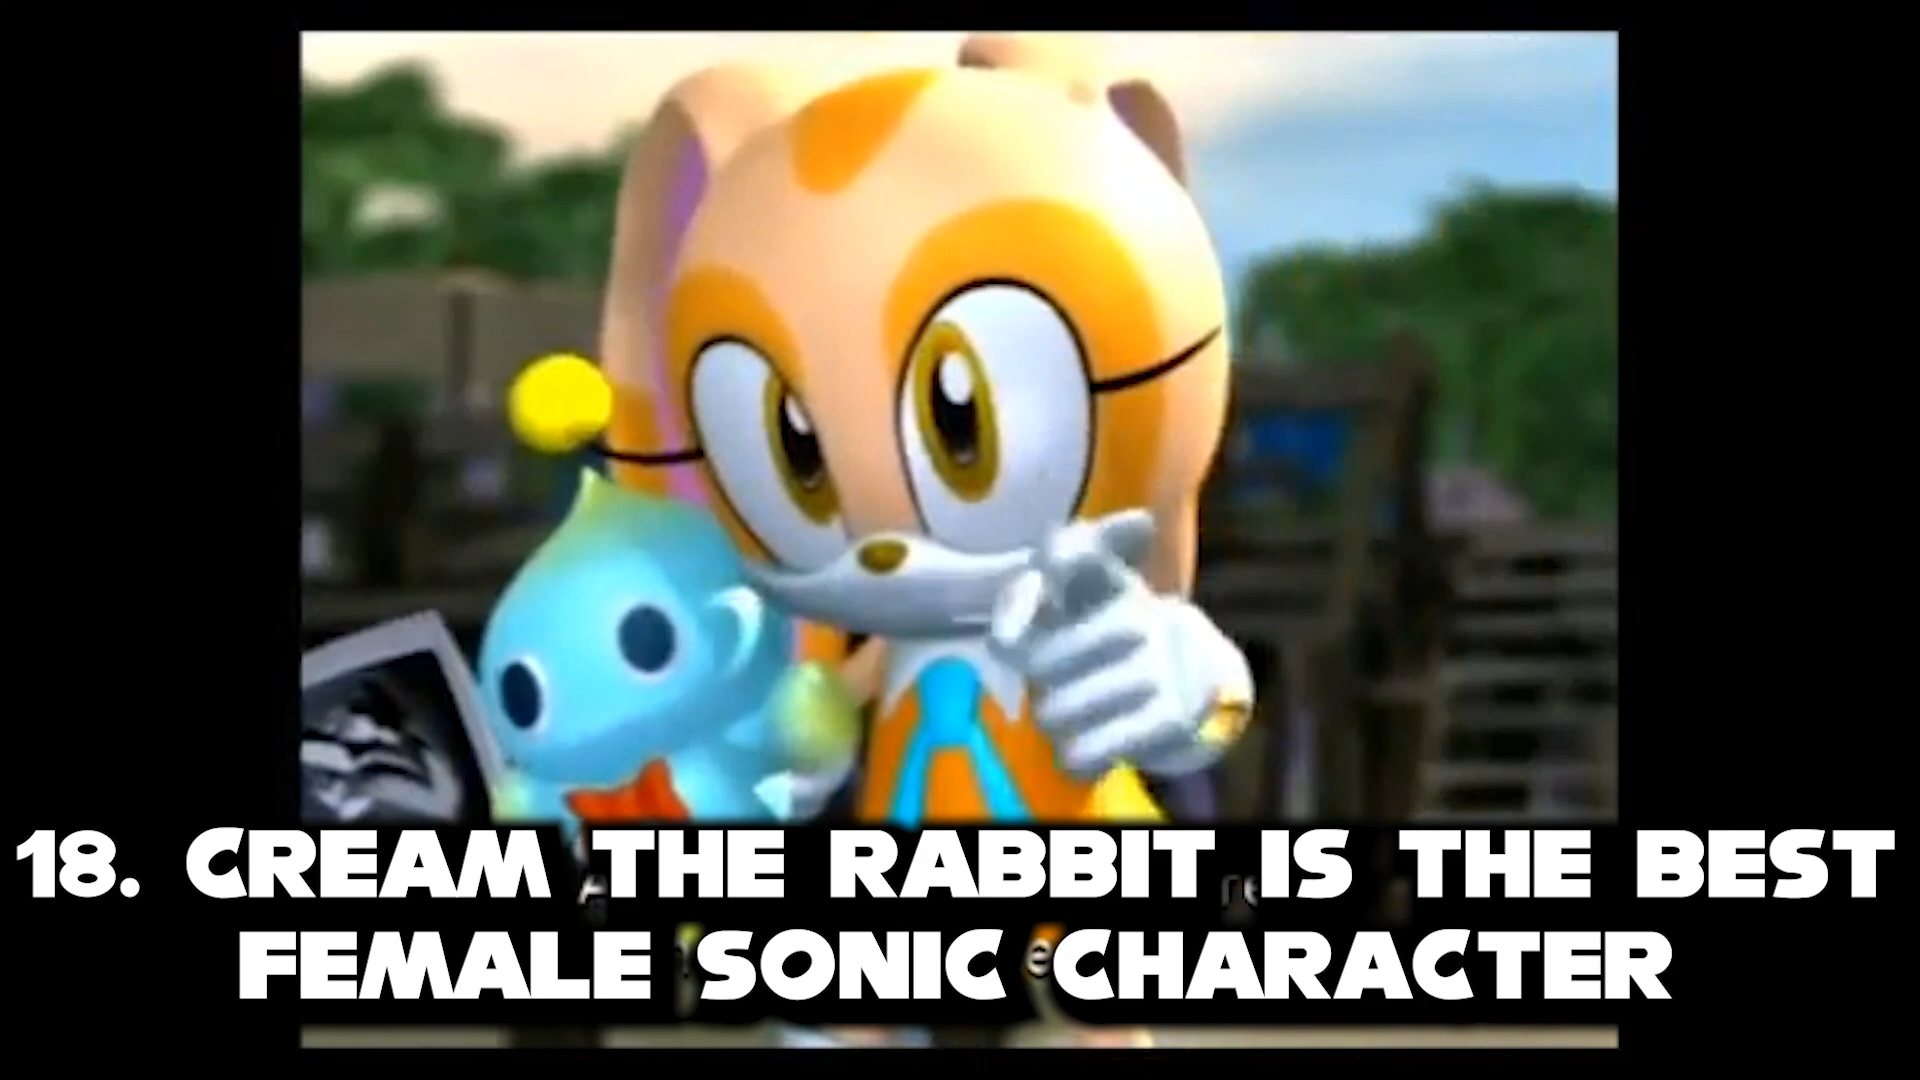 18. CREAM THE RABBIT IS THE BEST
FEMALE SONIC CHARACTER